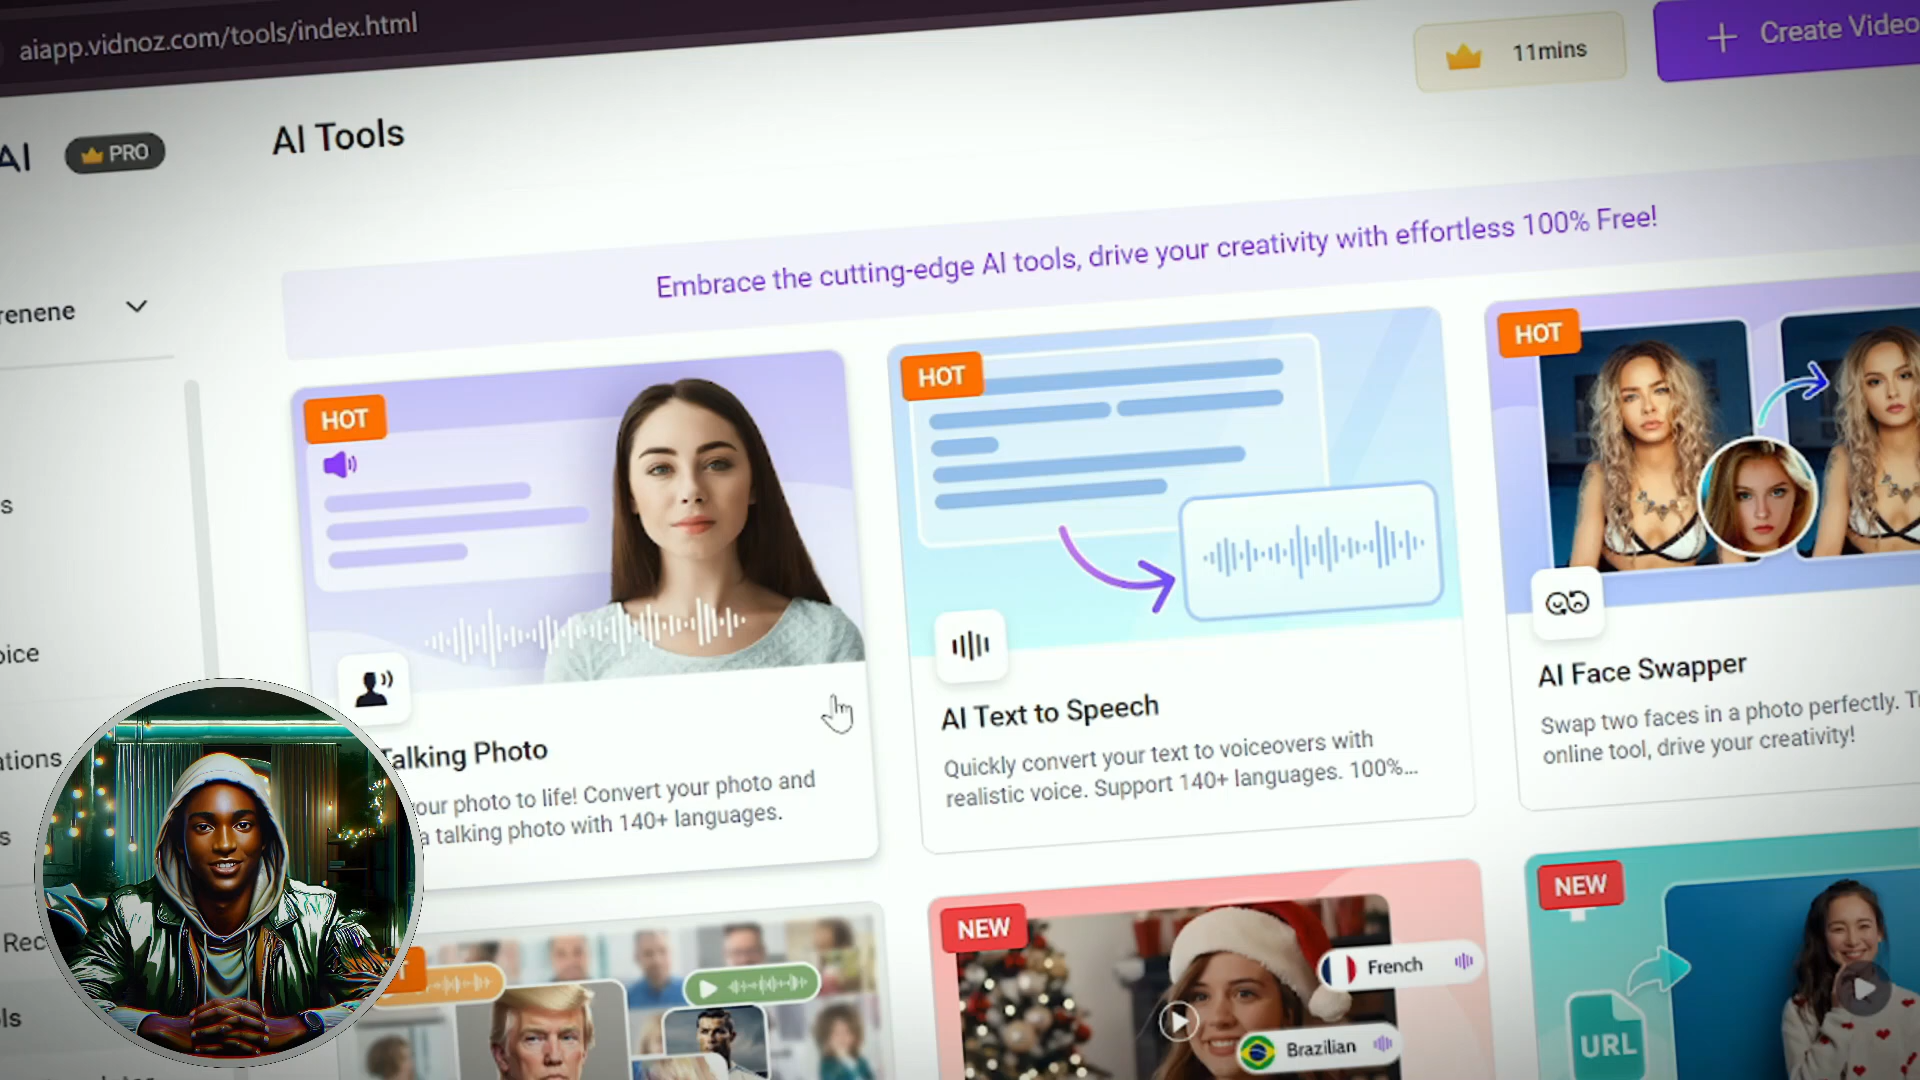 aiapp.vidnoz.com/tools/index.html
11mins
Create Video
AI
PRO
AI Tools
Embrace the cutting-edge AI tools, drive your creativity with effortless 100% Free!
renene
HOT
HOT
HOT
s
oice
ations
s
Rec
ls
Talking Photo
our photo to life! Convert your photo and
a talking photo with 140+ languages.
AI Text to Speech
Quickly convert your text to voiceovers with
realistic voice. Support 140+ languages. 100%...
AI Face Swapper
Swap two faces in a photo perfectly. T
online tool, drive your creativity!
T
NEW
French
Brazilian
NEW
URL